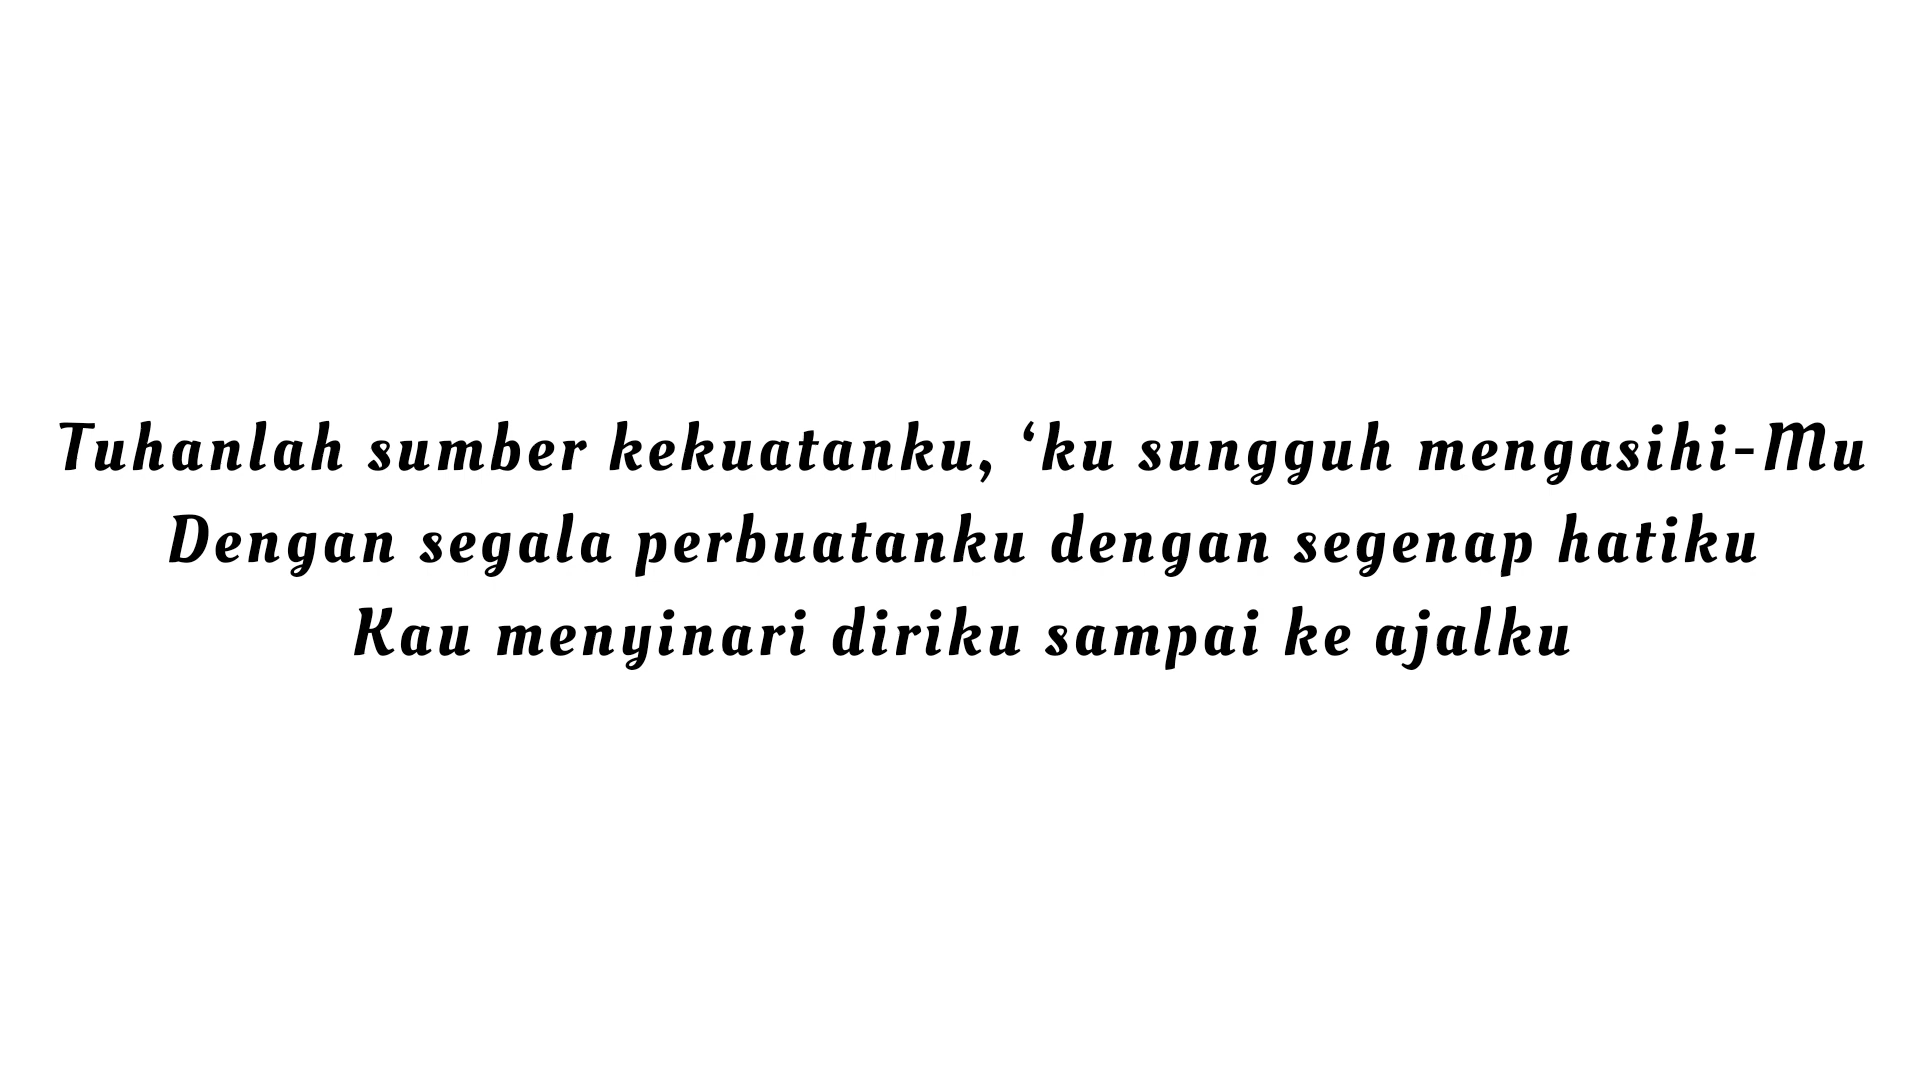 Tuhanlah sumber kekuatanku, ‘ku sungguh mengasihi-Mu
Dengan segala perbuatanku dengan segenap hatiku
Kau menyinari diriku sampai ke ajalku